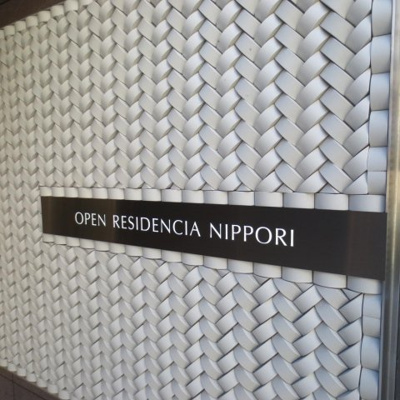 OPEN RESIDENCIA NIPPORI